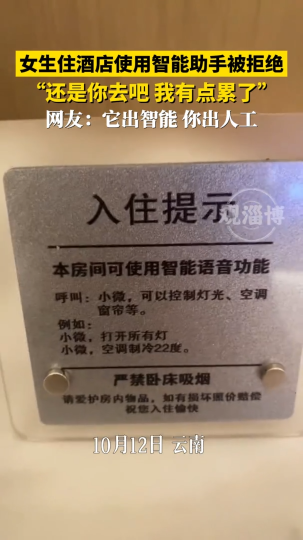 女生住酒店使用智能助手被拒绝
“还是你去吧 我有点累了”
网友：它出智能 你出人工
观淄博
入住提示
本房间可使用智能语音功能
呼叫：小微，可以控制灯光、空调
窗帘等。
例如：
小微，打开所有灯
小微，空调制冷22度。
严禁卧床吸烟
请爱护房内物品，如有损坏照价赔偿
祝您入住愉快
10月12日 云南